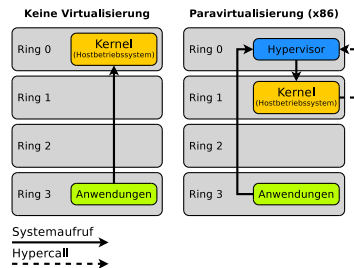 Keine Virtualisierung
Paravirtualisierung (x86)
Ring 0
Kernel
(Hostbetriebssystem)
Ring 1
Ring 2
Ring 3
Anwendungen
Ring 0
Hypervisor
Ring 1
Kernel
(Hostbetriebssystem)
Ring 2
Ring 3
Anwendungen
Systemaufruf
Hypercall